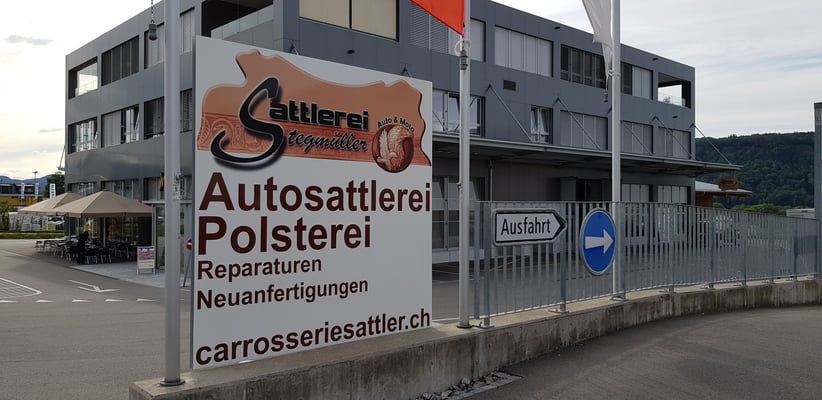 Sattlerei
Stegmüller
Auto & Moto
Autosattlerei
Polsterei
Reparaturen
Neuanfertigungen
carrosseriesattler.ch
Ausfahrt